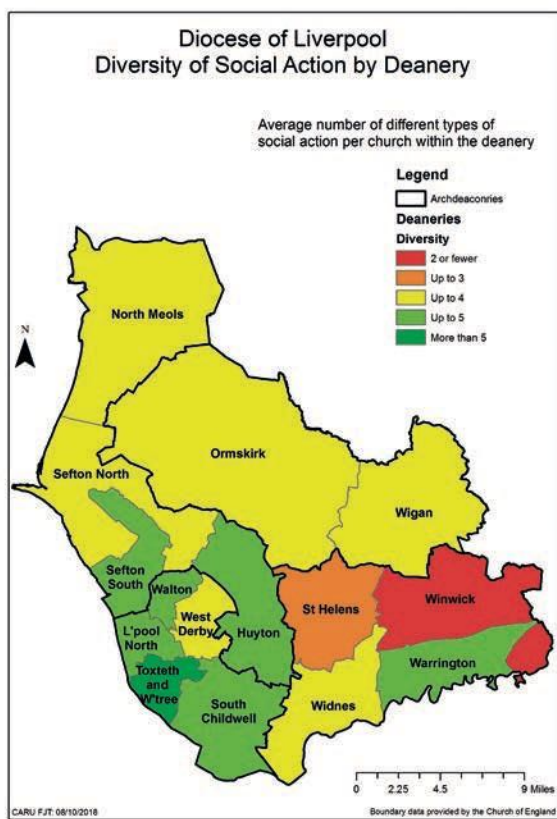 Diocese of Liverpool
Diversity of Social Action by Deanery
Average number of different types of
social action per church within the deanery
Legend
Archdeaconries
Deaneries
Diversity
2 or fewer
Up to 3
Up to 4
Up to 5
More than 5
N
North Meols
Ormskirk
Sefton North
Wigan
Sefton
South
Walton
West
Derby
Huyton
St Helens
Winwick
L'pool
North
Warrington
Toxteth
and
W'tree
South
Childwell
Widnes
0 2.25 4.5 9 Miles
CARU FJT: 08/10/2018
Boundary data provided by the Church of England